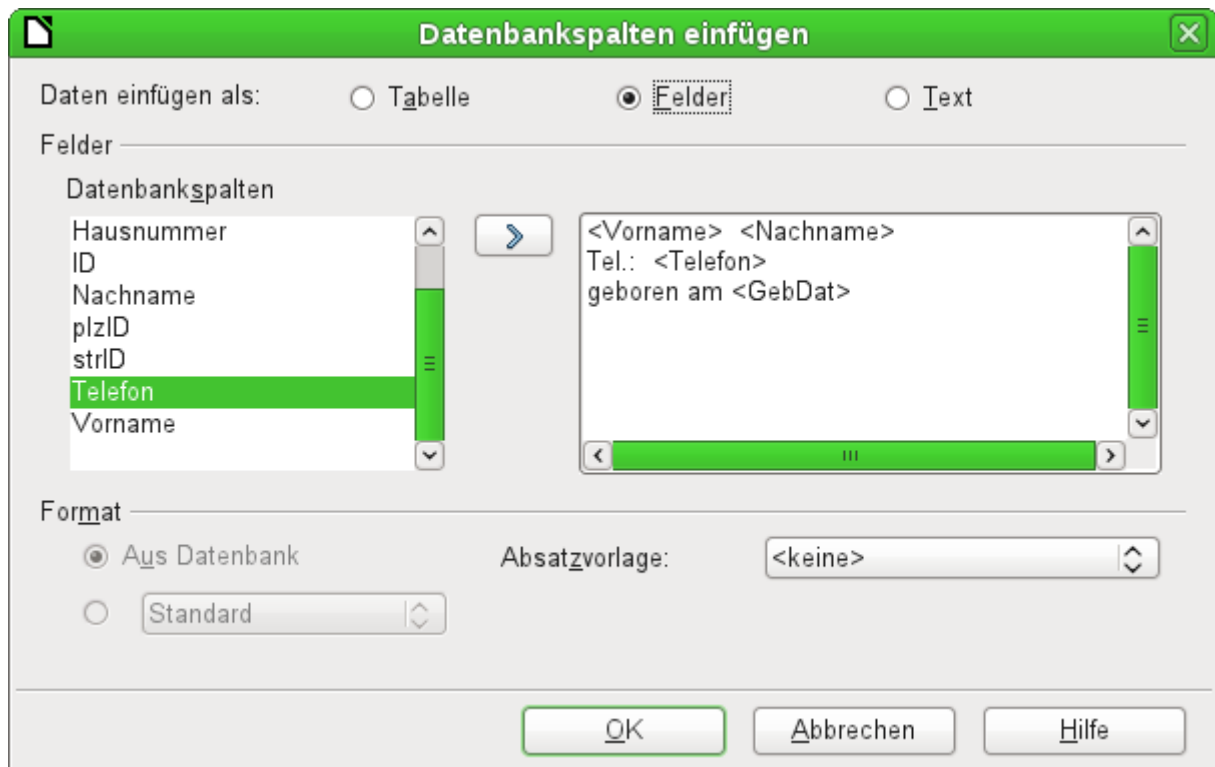 Datenbankspalten einfügen
Daten einfügen als: Tabelle Felder Text
Felder
Datenbankspalten
Hausnummer
ID
Nachname
plzID
strID
Telefon
Vorname
<Vorname> <Nachname>
Tel.: <Telefon>
geboren am <GebDat>
Format
Aus Datenbank Absatzvorlage: <keine>
Standard
OK Abbrechen Hilfe